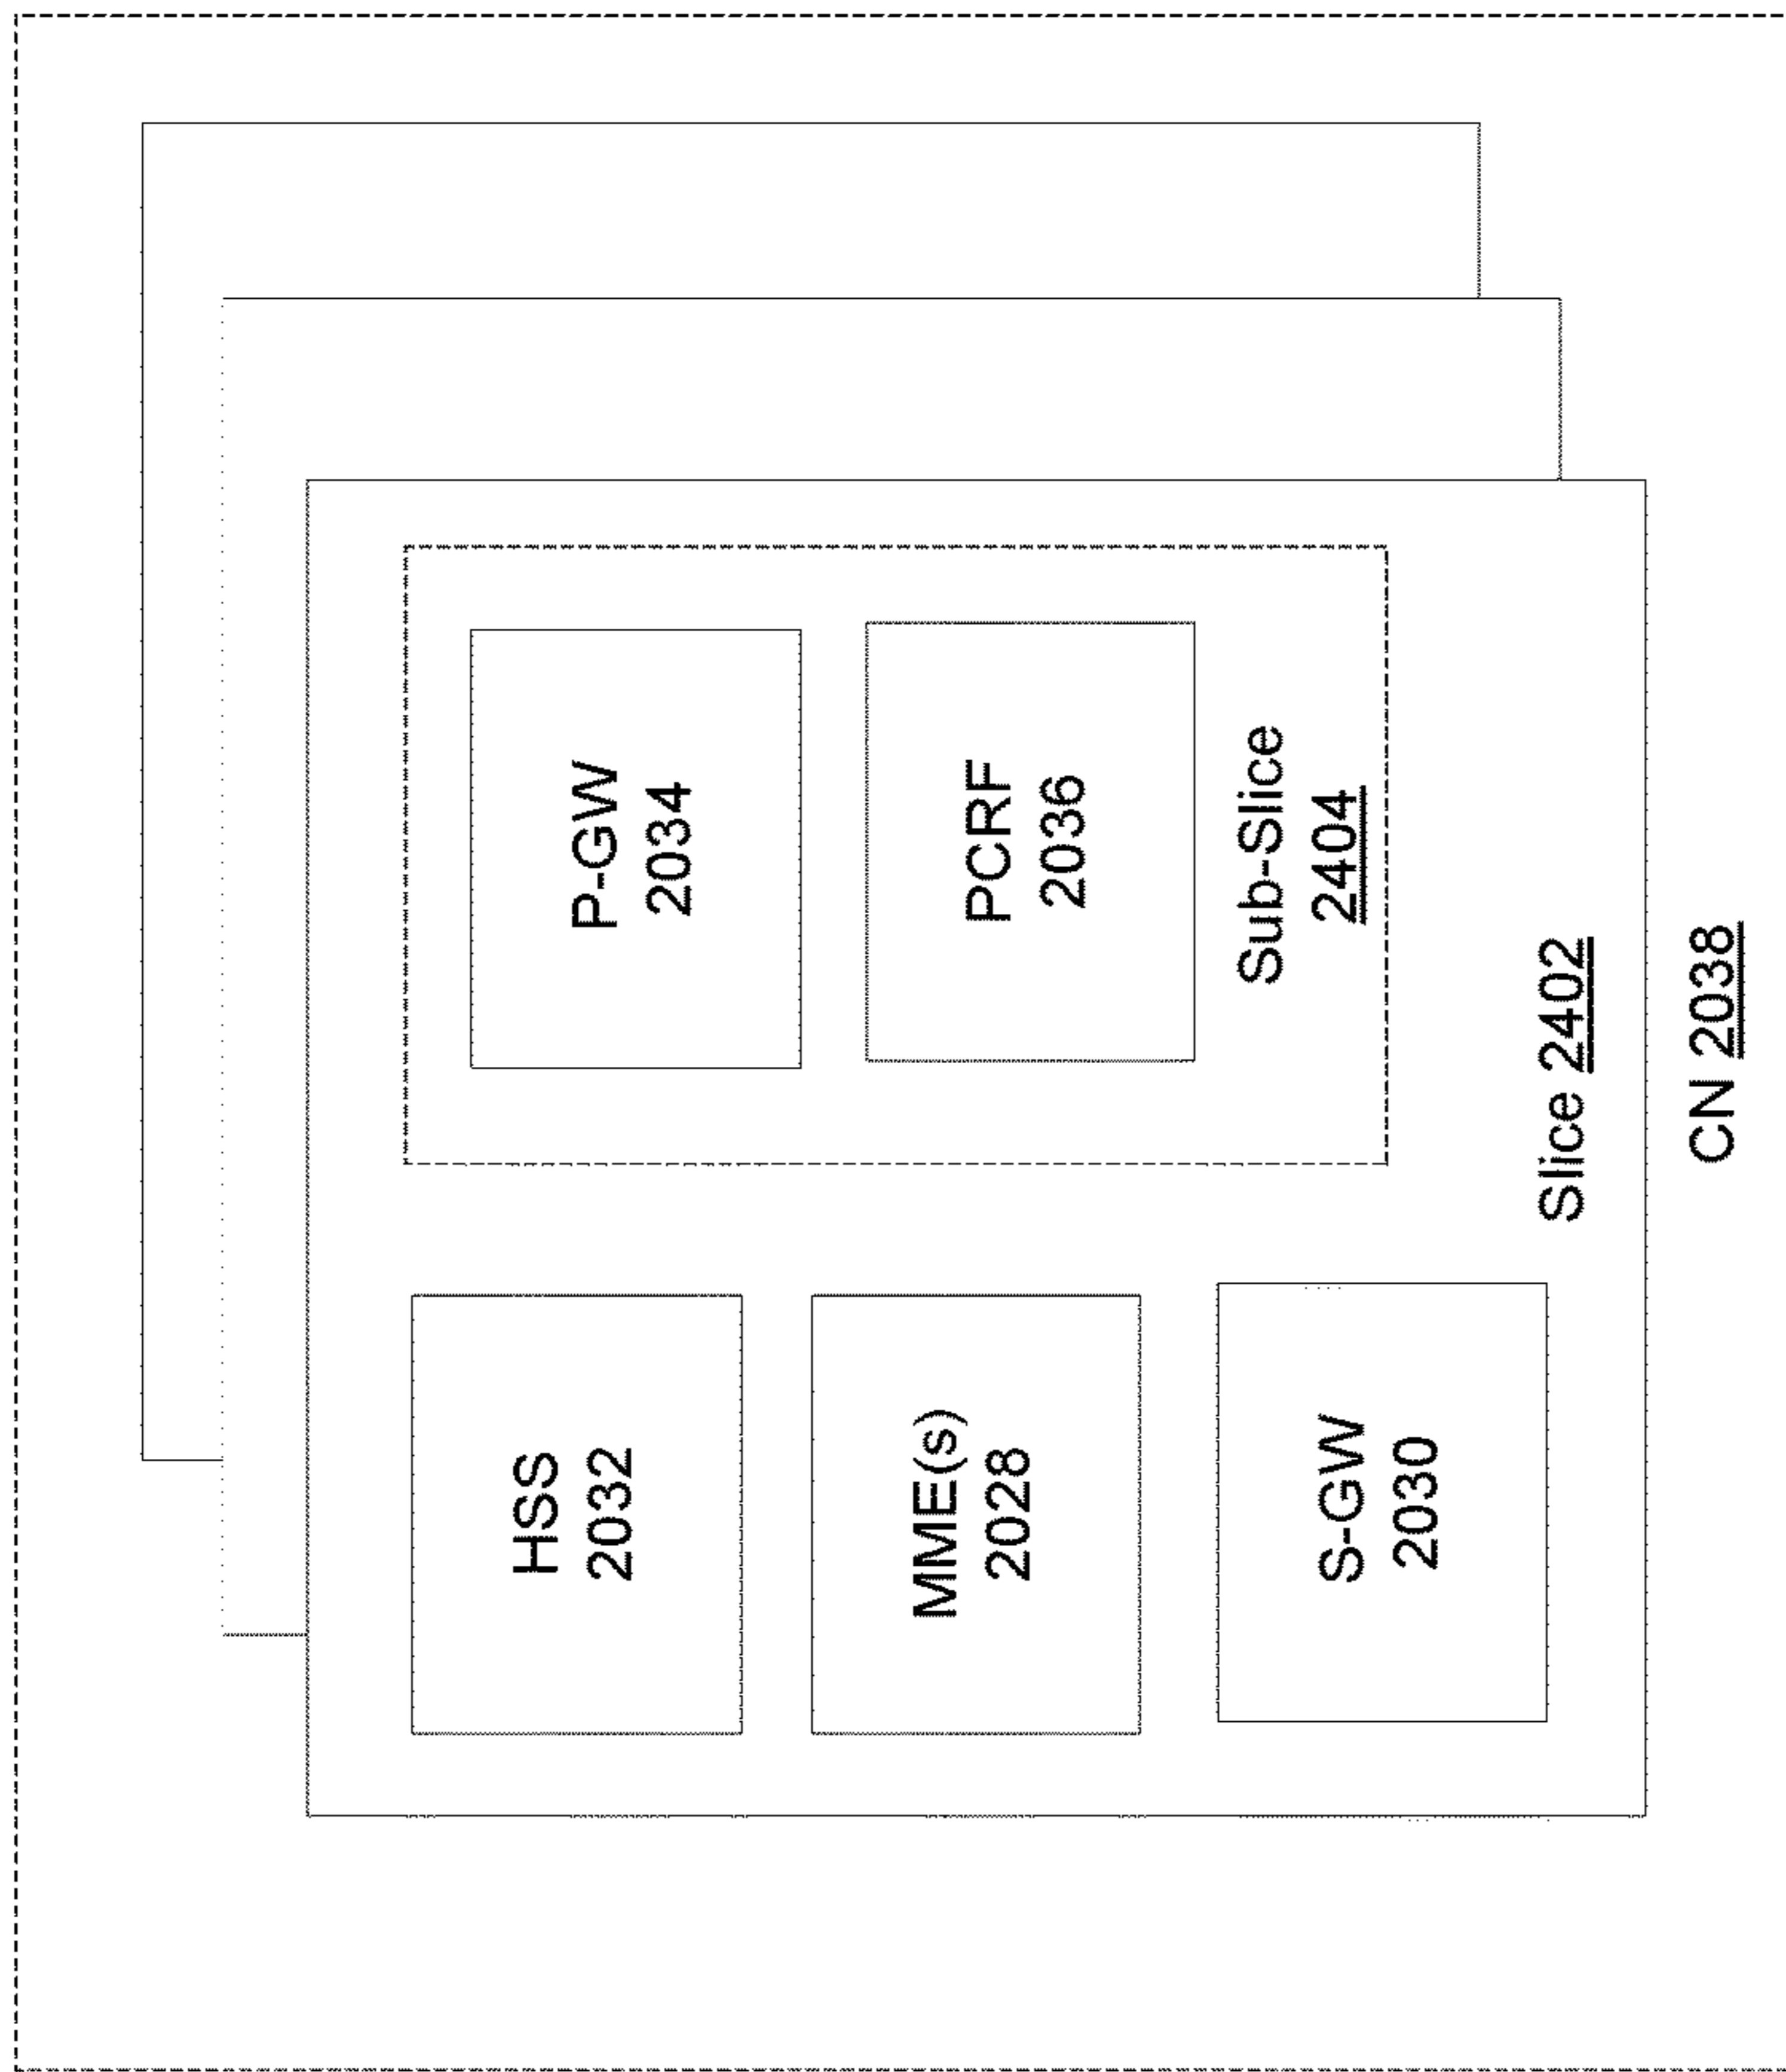 HSS
2032
MME(s)
2028
S-GW
2030
P-GW
2034
PCRF
2036
Sub-Slice
2404
Slice 2402
CN 2038